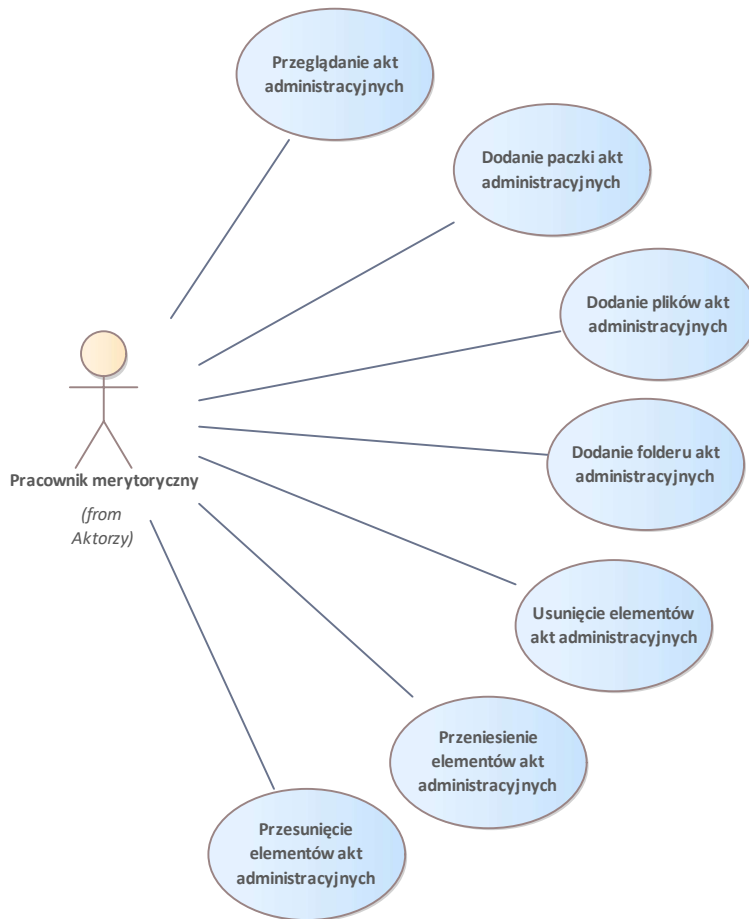 Przeglądanie akt
administracyjnych
Dodanie paczki akt
administracyjnych
Dodanie plików akt
administracyjnych
Dodanie folderu akt
administracyjnych
Pracownik merytoryczny
(from
Aktorzy)
Usunięcie elementów
akt administracyjnych
Przeniesienie
elementów akt
administracyjnych
Przesunięcie
elementów akt
administracyjnych